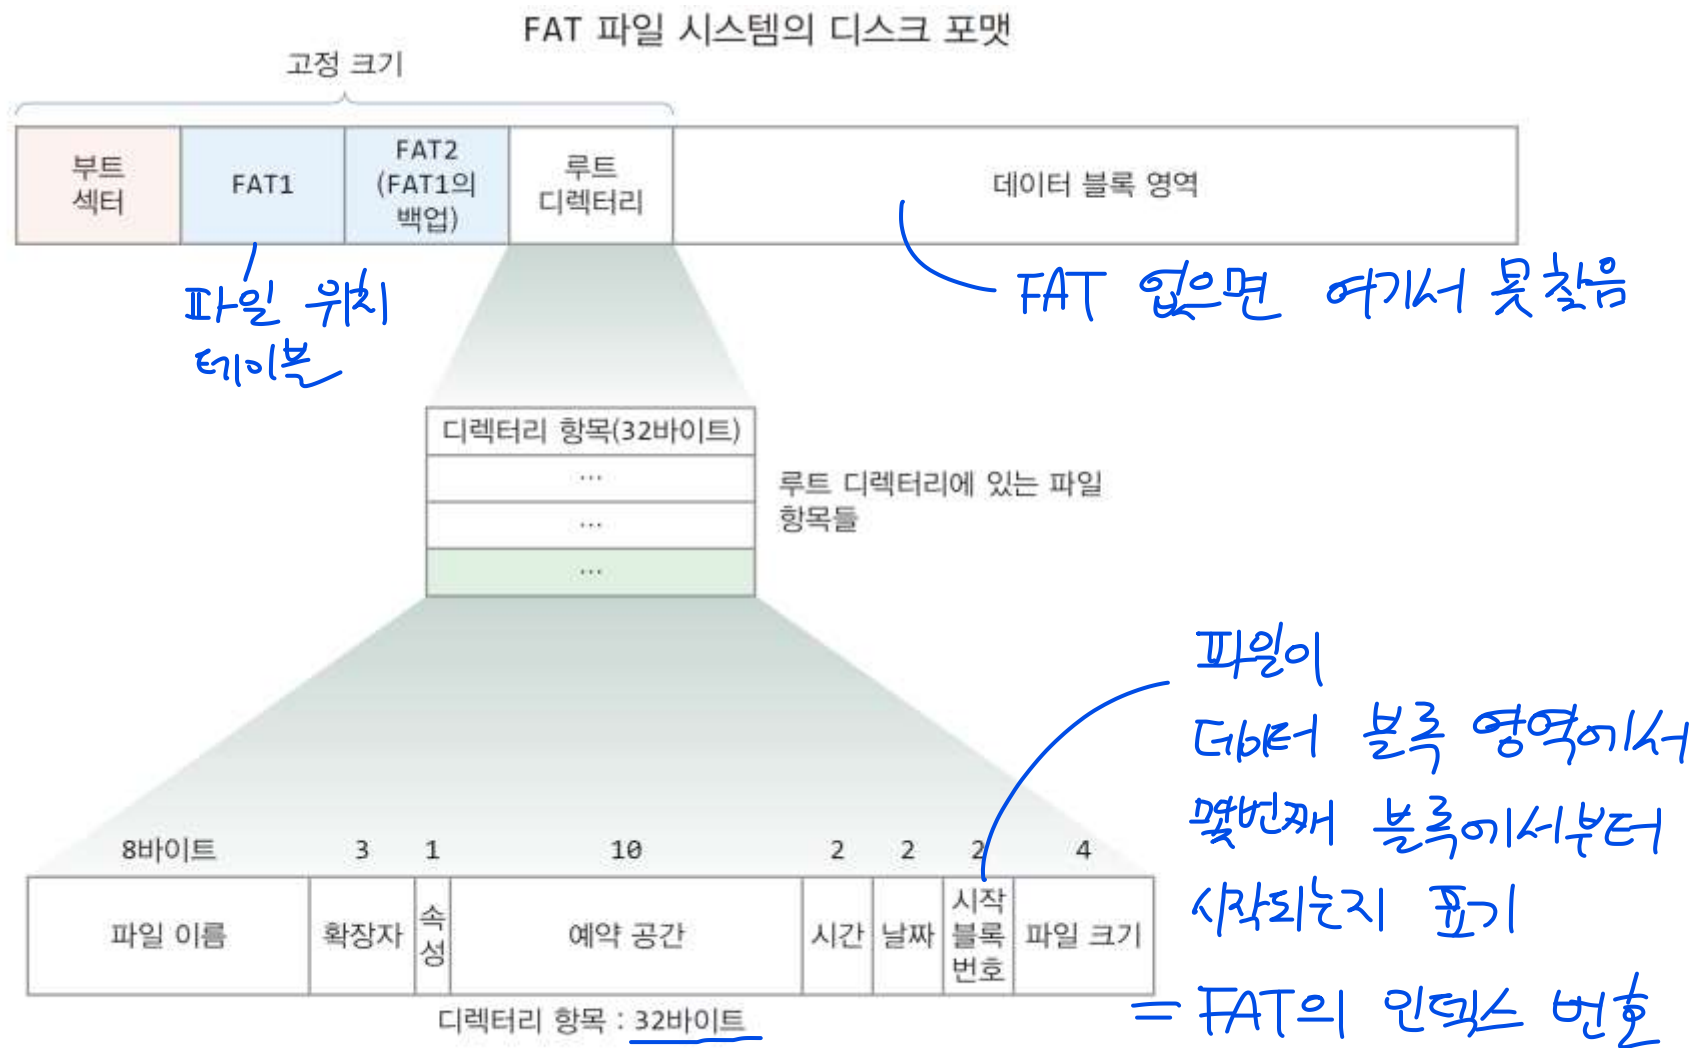 FAT 파일 시스템의 디스크 포맷
고정 크기
부트
섹터
FAT1
FAT2
(FAT1의
백업)
루트
디렉터리
데이터 블록 영역
파일 위치
테이블
FAT 없으면 여기서 못찾음
디렉터리 항목(32바이트)
...
...
...
루트 디렉터리에 있는 파일
항목들
파일이
데이터 블록 영역에서
몇번째 블록에서부터
시작되는지 표기
= FAT의 인덱스 번호
8바이트 3 1 10 2 2 2 4
파일 이름
확장자
속
성
예약 공간
시간
날짜
시작
블록
번호
파일 크기
디렉터리 항목 : 32바이트